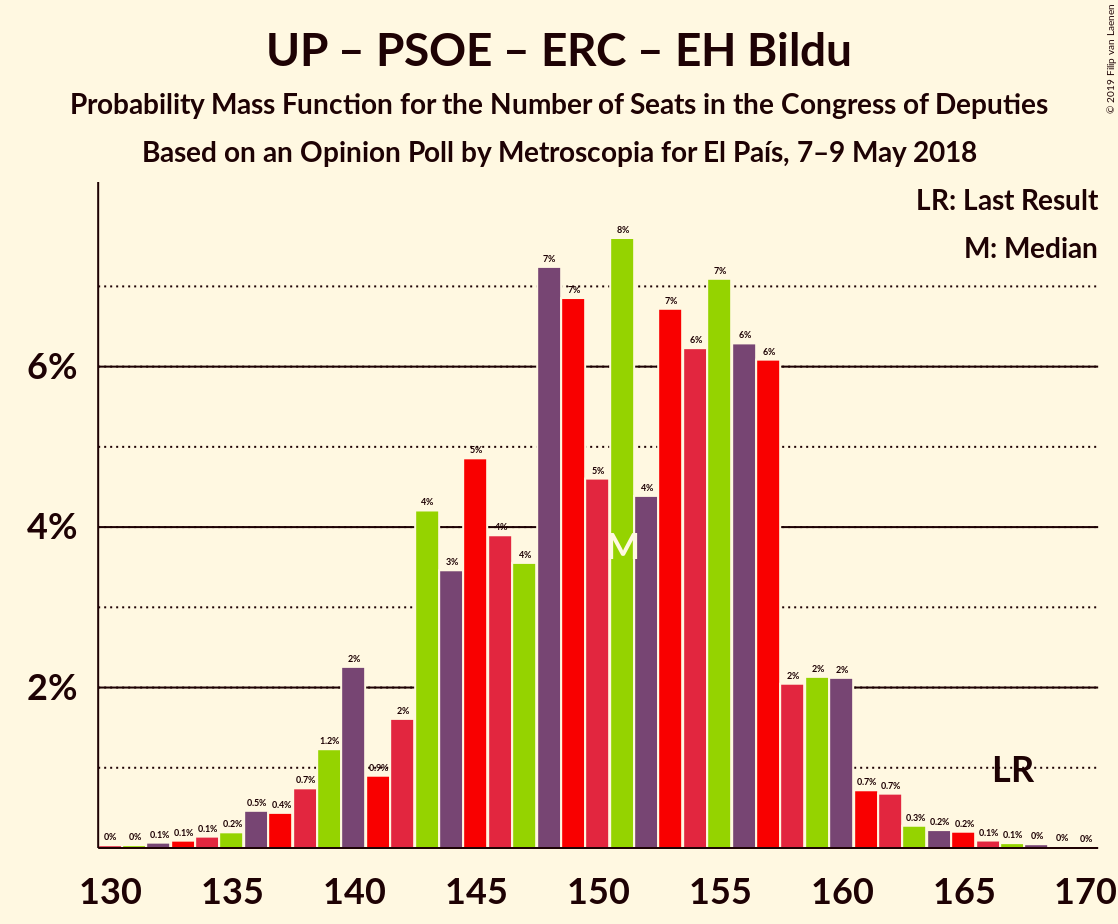 UP – PSOE – ERC – EH Bildu
Probability Mass Function for the Number of Seats in the Congress of Deputies
Based on an Opinion Poll by Metroscopia for El País, 7–9 May 2018
© 2019 Filip van Laenen
LR: Last Result
M: Median
6%
4%
2%
0% 0% 0.1% 0.1% 0.1% 0.2% 0.5% 0.4% 0.7% 1.2% 2% 0.9% 2% 4% 3% 5% 4% 4% 7% 7% 5% 8% 4% 7% 6% 7% 6% 6% 2% 2% 2% 0.7% 0.7% 0.3% 0.2% 0.2% 0.1% 0.1% 0% 0% 0%
M
LR
130 135 140 145 150 155 160 165 170